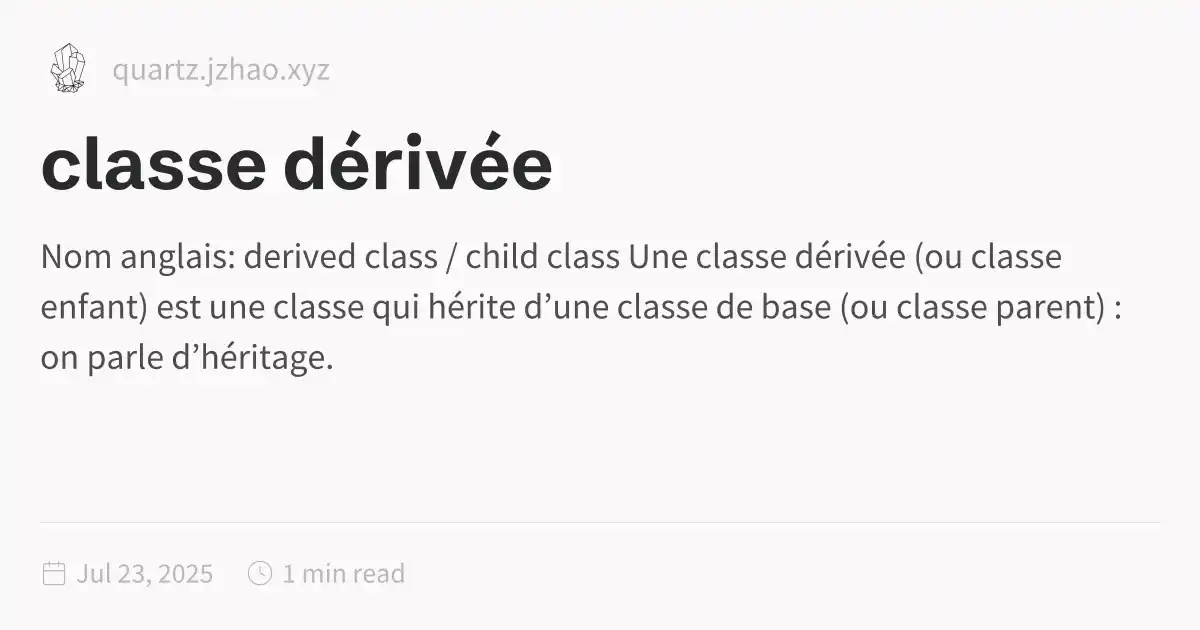 quartz.jzhao.xyz
classe dérivée
Nom anglais: derived class / child class Une classe dérivée (ou classe
enfant) est une classe qui hérite d’une classe de base (ou classe parent) :
on parle d’héritage.
Jul 23, 2025 1 min read